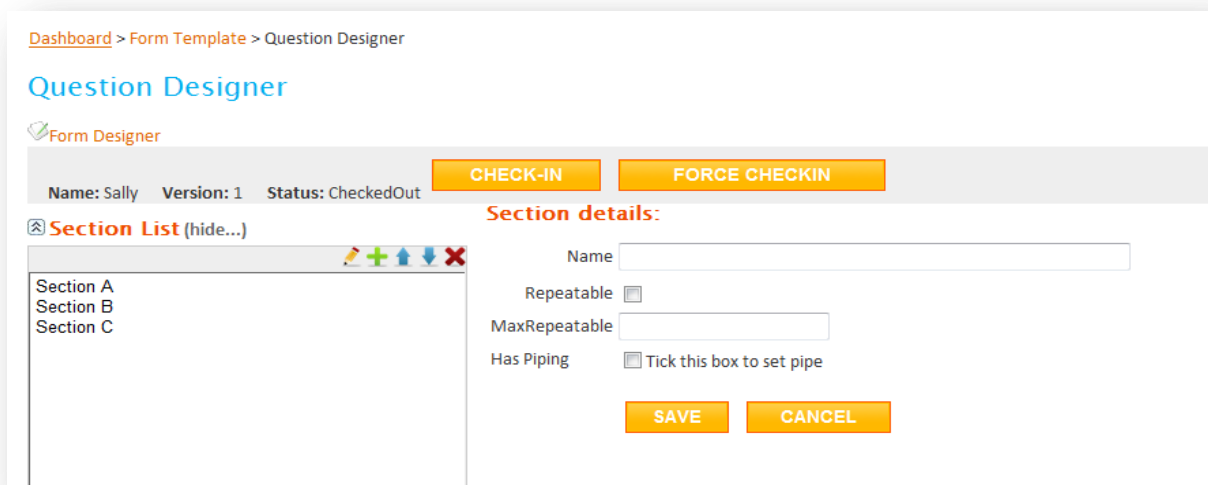 Dashboard > Form Template > Question Designer
Question Designer
Form Designer
Name: Sally Version: 1 Status: CheckedOut CHECK-IN FORCE CHECKIN
Section List (hide...)
Section A
Section B
Section C
Section details:
Name
Repeatable
MaxRepeatable
Has Piping Tick this box to set pipe
SAVE CANCEL